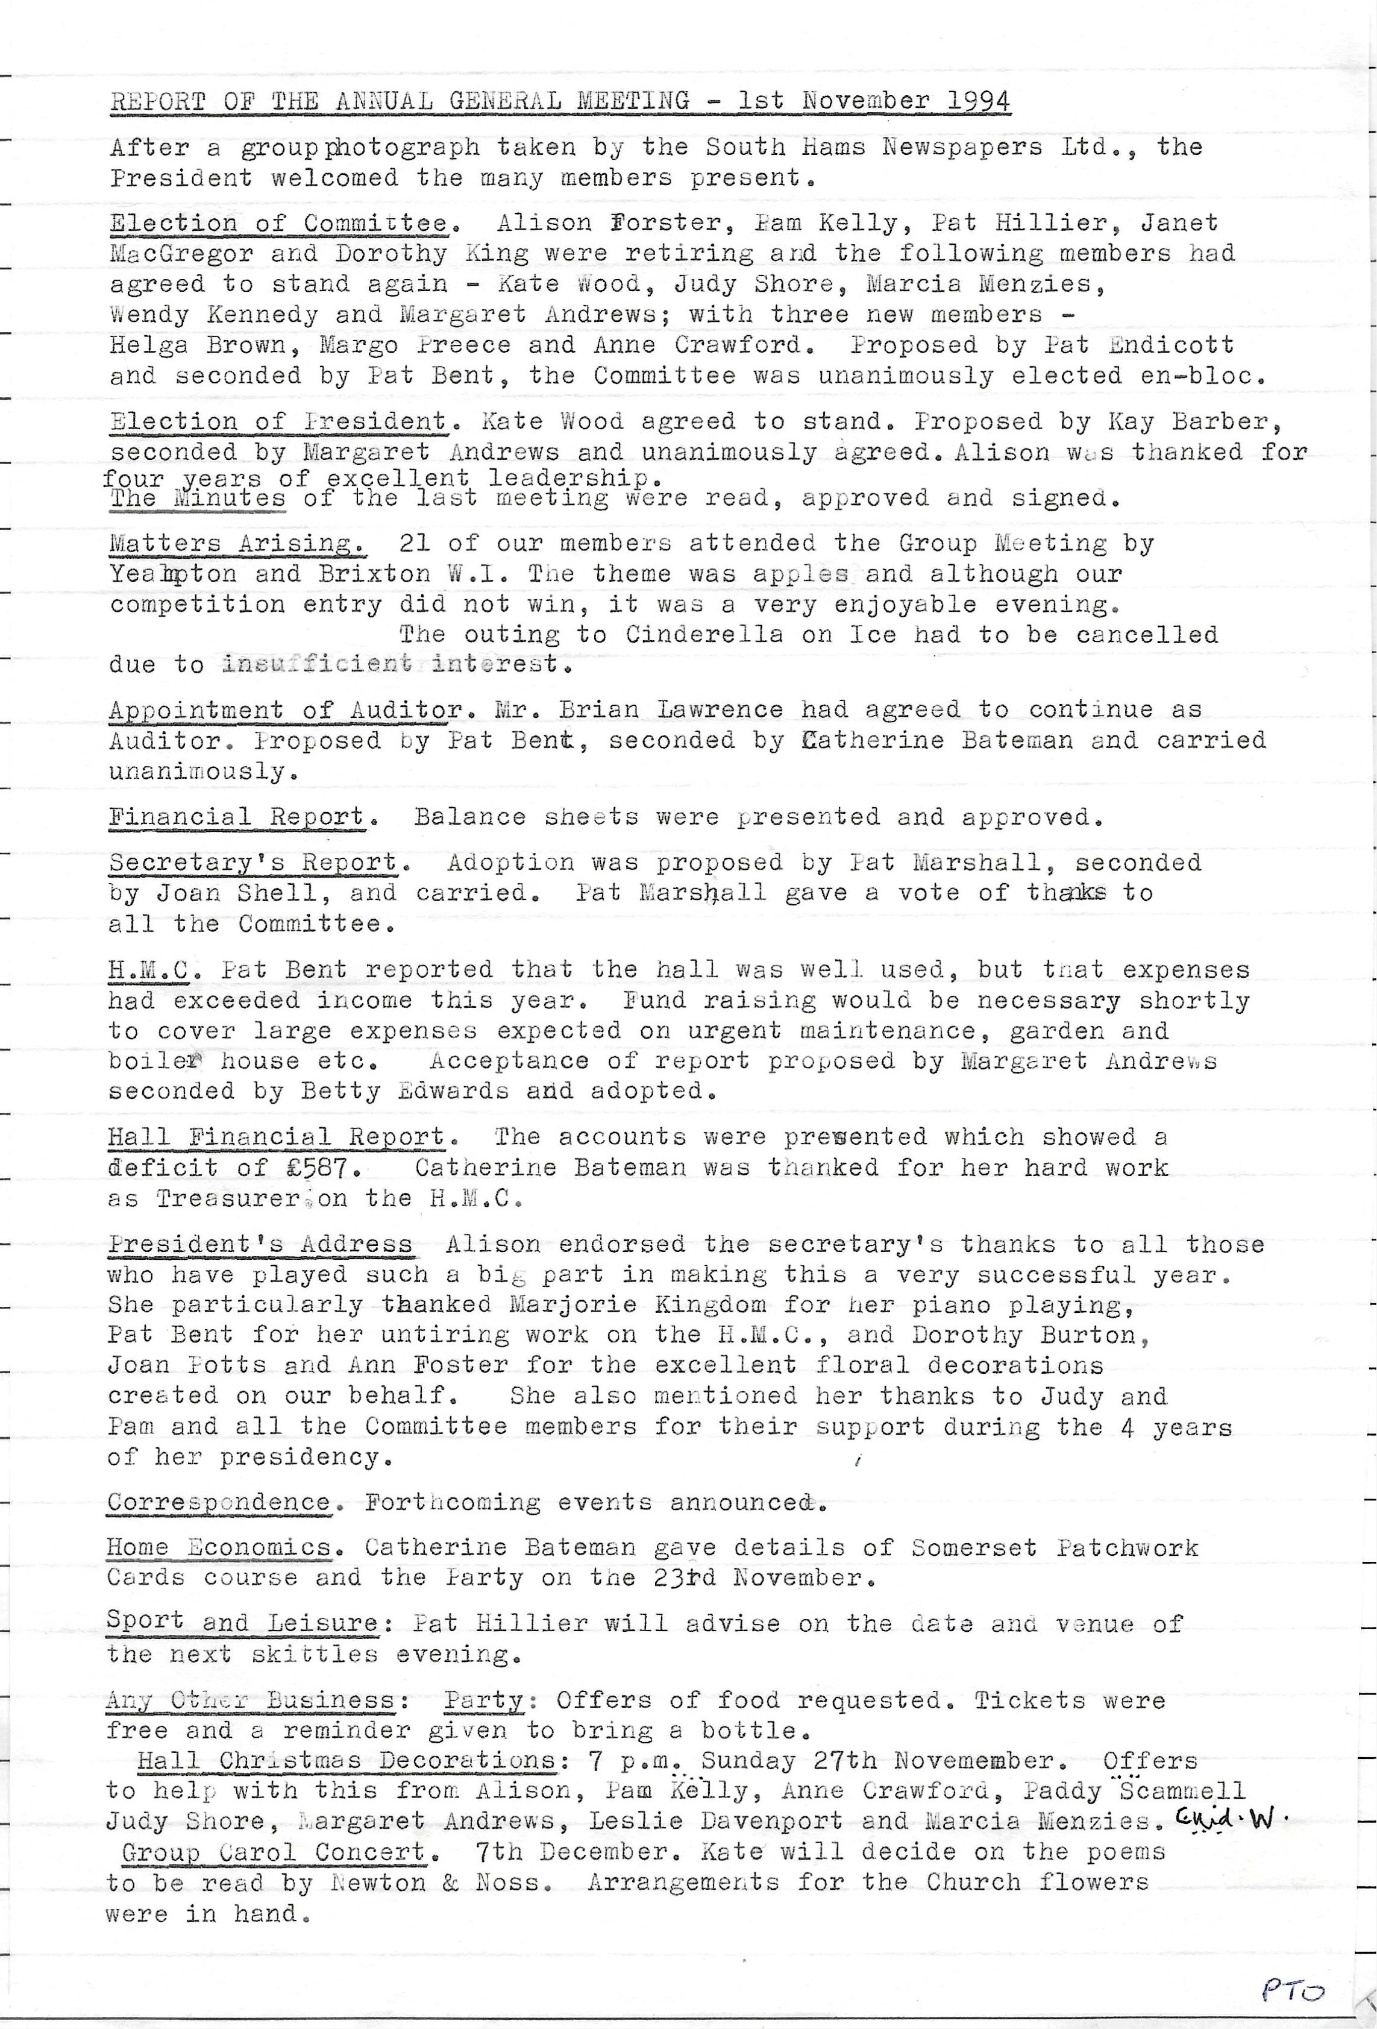 REPORT OF THE ANNUAL GENERAL MEETING - 1st November 1994
After a group photograph taken by the South Hams Newspapers Ltd., the
President welcomed the many members present.
Election of Committee. Alison Forster, Pam Kelly, Pat Hillier, Janet
MacGregor and Dorothy King were retiring and the following members had
agreed to stand again - Kate Wood, Judy Shore, Marcia Menzies,
Wendy Kennedy and Margaret Andrews; with three new members -
Helga Brown, Margo Preece and Anne Crawford. Proposed by Pat Endicott
and seconded by Pat Bent, the Committee was unanimously elected en-bloc.
Election of President. Kate Wood agreed to stand. Proposed by Kay Barber,
seconded by Margaret Andrews and unanimously agreed. Alison was thanked for
four years of excellent leadership.
The Minutes of the last meeting were read, approved and signed.
Matters Arising. 21 of our members attended the Group Meeting by
Yealmpton and Brixton W.I. The theme was apples and although our
competition entry did not win, it was a very enjoyable evening.
The outing to Cinderella on Ice had to be cancelled
due to insufficient interest.
Appointment of Auditor. Mr. Brian Lawrence had agreed to continue as
Auditor. Proposed by Pat Bent, seconded by Catherine Bateman and carried
unanimously.
Financial Report. Balance sheets were presented and approved.
Secretary's Report. Adoption was proposed by Pat Marshall, seconded
by Joan Shell, and carried. Pat Marshall gave a vote of thanks to
all the Committee.
H.M.C. Pat Bent reported that the hall was well used, but that expenses
had exceeded income this year. Fund raising would be necessary shortly
to cover large expenses expected on urgent maintenance, garden and
boiler house etc. Acceptance of report proposed by Margaret Andrews
seconded by Betty Edwards and adopted.
Hall Financial Report. The accounts were presented which showed a
deficit of £587. Catherine Bateman was thanked for her hard work
as Treasurer on the H.M.C.
President's Address Alison endorsed the secretary's thanks to all those
who have played such a big part in making this a very successful year.
She particularly thanked Marjorie Kingdom for her piano playing,
Pat Bent for her untiring work on the H.M.C., and Dorothy Burton,
Joan Potts and Ann Foster for the excellent floral decorations
created on our behalf. She also mentioned her thanks to Judy and
Pam and all the Committee members for their support during the 4 years
of her presidency.
Correspondence. Forthcoming events announced.
Home Economics. Catherine Bateman gave details of Somerset Patchwork
Cards course and the Party on the 23rd November.
Sport and Leisure: Pat Hillier will advise on the date and venue of
the next skittles evening.
Any Other Business: Party: Offers of food requested. Tickets were
free and a reminder given to bring a bottle.
Hall Christmas Decorations: 7 p.m. Sunday 27th Novemember. Offers
to help with this from Alison, Pam Kelly, Anne Crawford, Paddy Scammell
Judy Shore, Margaret Andrews, Leslie Davenport and Marcia Menzies. Enid. W.
Group Carol Concert. 7th December. Kate will decide on the poems
to be read by Newton & Noss. Arrangements for the Church flowers
were in hand.
PTO